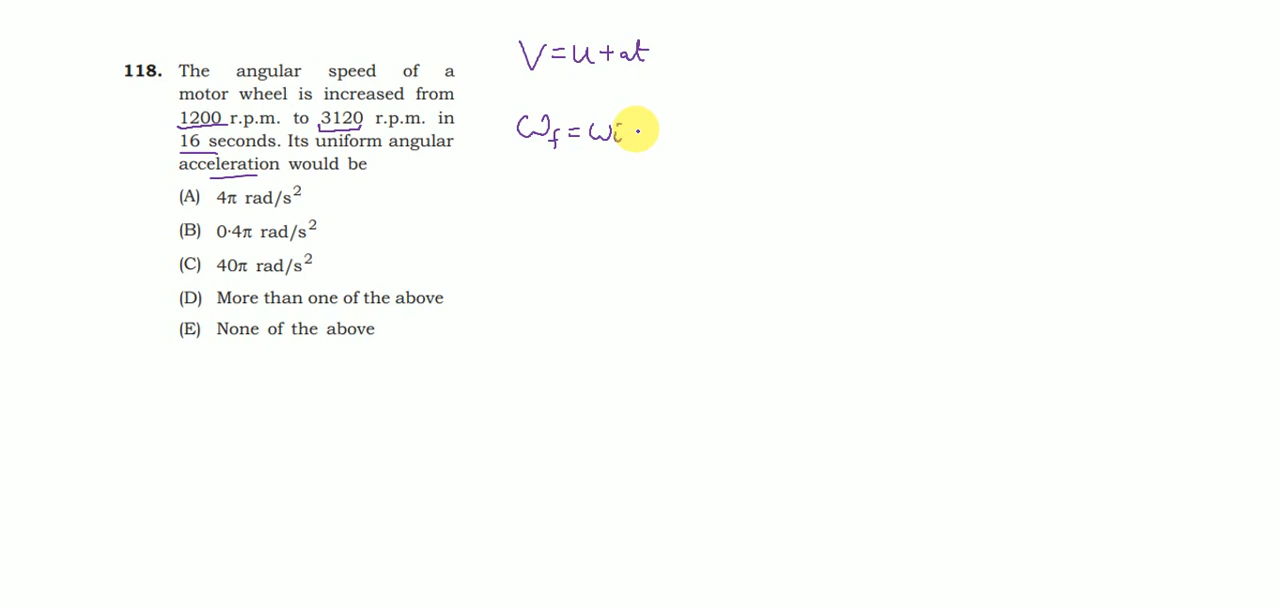 118. The angular speed of a
motor wheel is increased from
1200 r.p.m. to 3120 r.p.m. in
16 seconds. Its uniform angular
acceleration would be
(A) 4π rad/s²
(B) 0·4π rad/s²
(C) 40π rad/s²
(D) More than one of the above
(E) None of the above
V=u+at
ωf=ωi